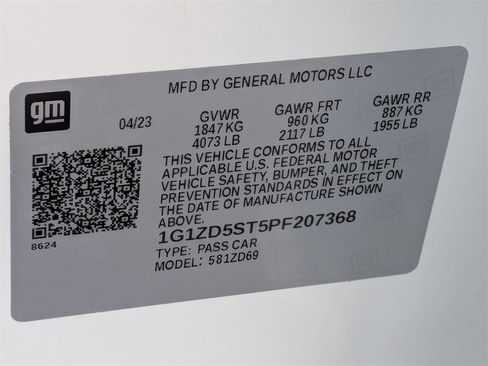 gm
MFD BY GENERAL MOTORS LLC
04/23 GVWR GAWR FRT GAWR RR
1847 KG 960 KG 887 KG
4073 LB 2117 LB 1955 LB
THIS VEHICLE CONFORMS TO ALL
APPLICABLE U.S. FEDERAL MOTOR
VEHICLE SAFETY, BUMPER, AND THEFT
PREVENTION STANDARDS IN EFFECT ON
THE DATE OF MANUFACTURE SHOWN
ABOVE.
8624
1G1ZD5ST5PF207368
TYPE: PASS CAR
MODEL: 581ZD69